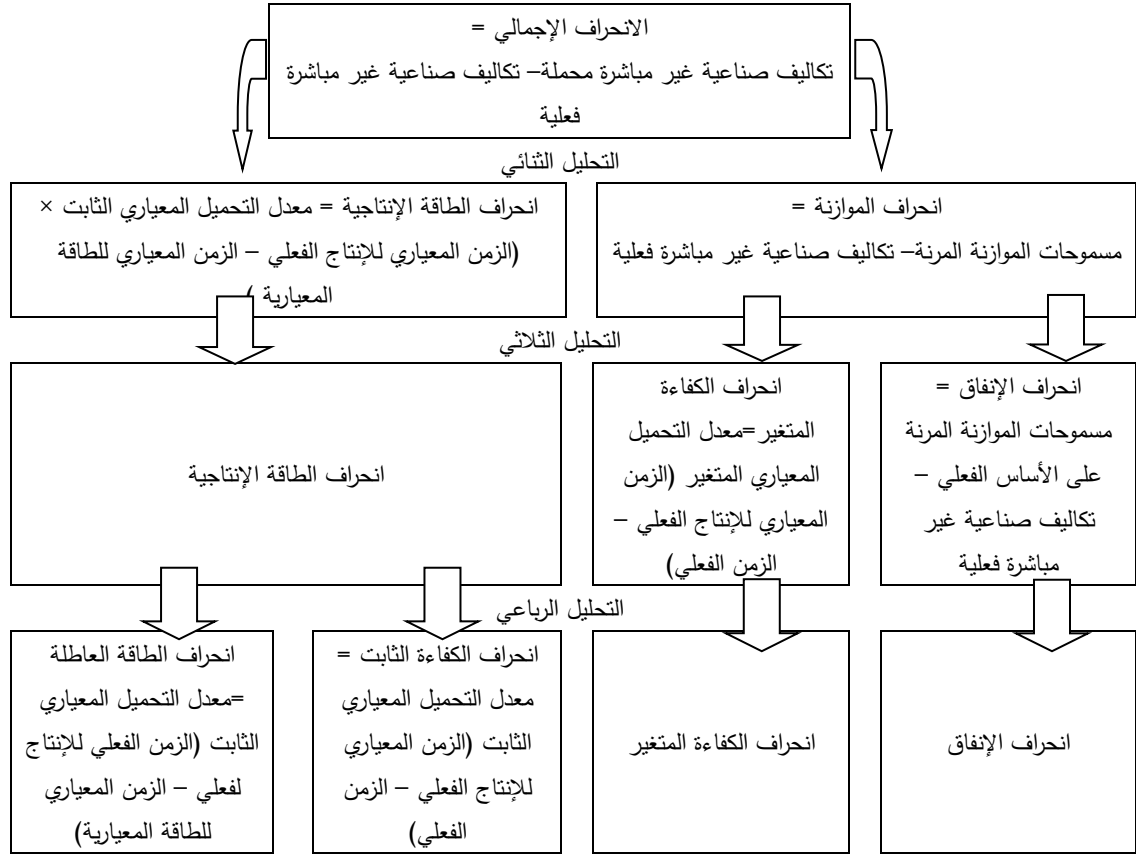 الانحراف الإجمالي =
تكاليف صناعية غير مباشرة محملة– تكاليف صناعية غير مباشرة
فعلية
التحليل الثنائي
انحراف الموازنة =
مسموحات الموازنة المرنة– تكاليف صناعية غير مباشرة فعلية
انحراف الطاقة الإنتاجية = معدل التحميل المعياري الثابت ×
(الزمن المعياري للإنتاج الفعلي – الزمن المعياري للطاقة
المعيارية )
التحليل الثلاثي
انحراف الإنفاق =
مسموحات الموازنة المرنة
على الأساس الفعلي –
تكاليف صناعية غير
مباشرة فعلية
انحراف الكفاءة
المتغير=معدل التحميل
المعياري المتغير (الزمن
المعياري للإنتاج الفعلي –
الزمن الفعلي)
انحراف الطاقة الإنتاجية
التحليل الرباعي
انحراف الإنفاق
انحراف الكفاءة المتغير
انحراف الكفاءة الثابت =
معدل التحميل المعياري
الثابت (الزمن المعياري
للإنتاج الفعلي – الزمن
الفعلي)
انحراف الطاقة العاطلة
=معدل التحميل المعياري
الثابت (الزمن الفعلي للإنتاج
لفعلي – الزمن المعياري
للطاقة المعيارية)